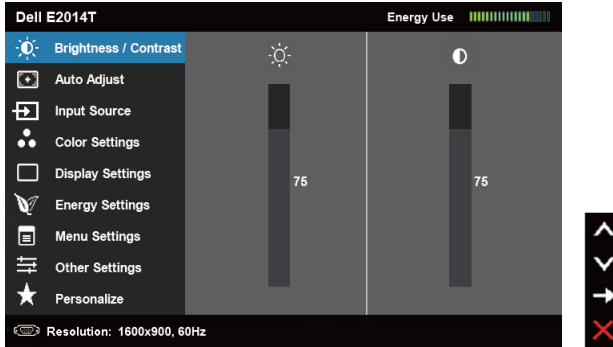 Dell E2014T
Energy Use
Brightness / Contrast
Auto Adjust
Input Source
Color Settings
Display Settings
Energy Settings
Menu Settings
Other Settings
Personalize
75
75
Resolution: 1600x900, 60Hz